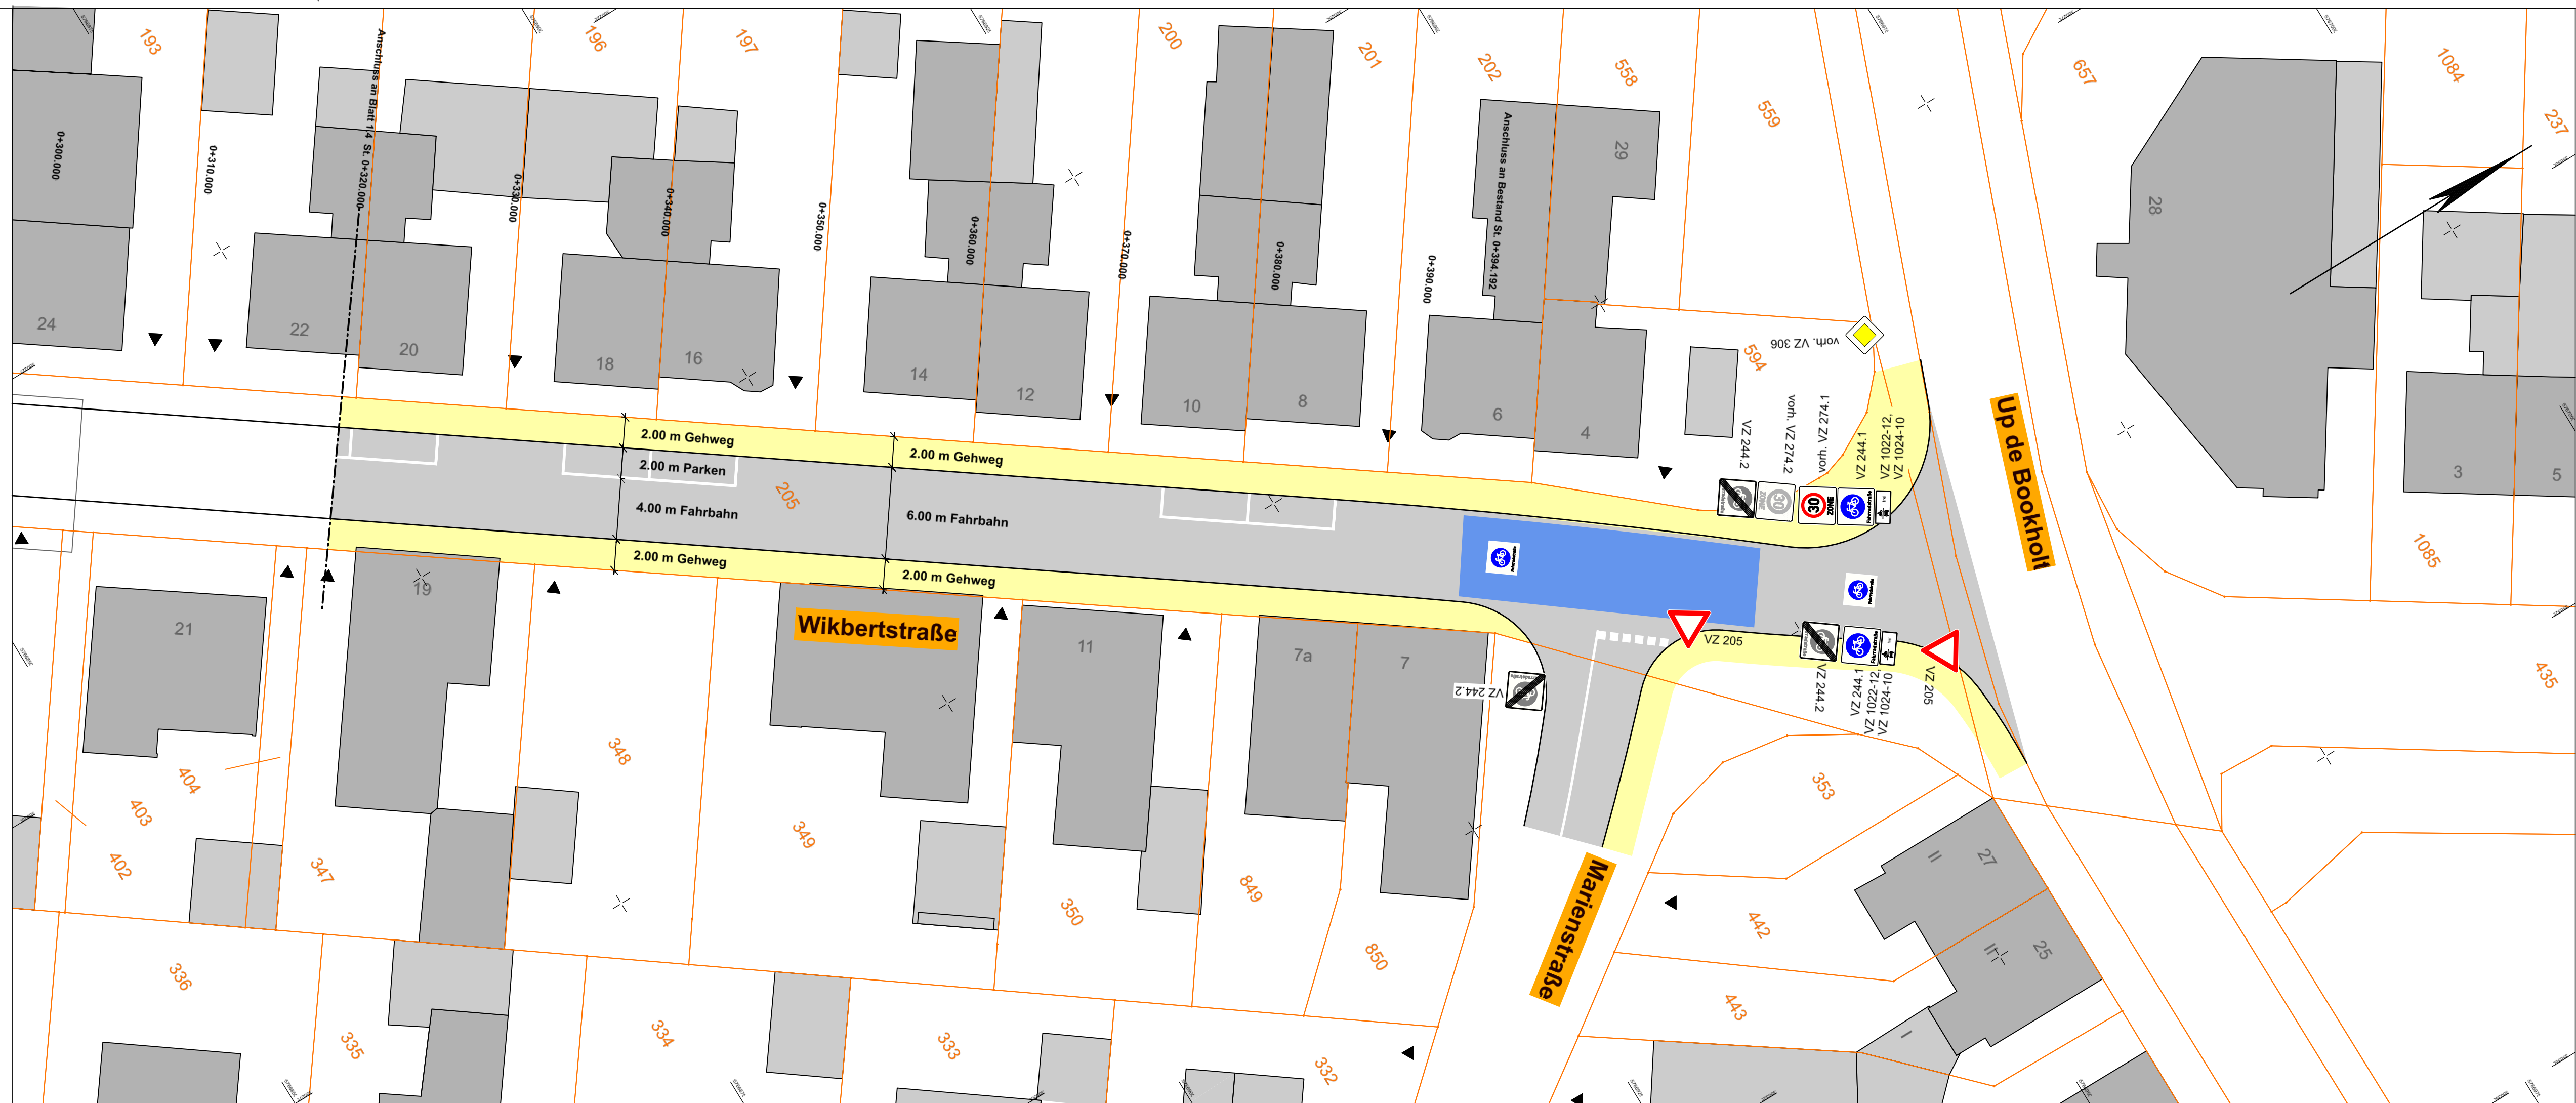 193
196
197
200
201
202
558
559
657
1084
237
Anschluss an Blatt 1/4 St. 0+320.000
Anschluss an Bestand St. 0+394.192
0+300.000
0+310.000
0+330.000
0+340.000
0+350.000
0+360.000
0+370.000
0+380.000
0+390.000
29
28
24
22
20
18
16
14
12
10
8
6
4
3
5
594
vorh. VZ 306
VZ 244.2
vorh. VZ 274.2
vorh. VZ 274.1
VZ 244.1
VZ 1022-12,
VZ 1024-10
30
ZONE
30
ZONE
Fahrradstraße
Up de Bookholt
2.00 m Gehweg
2.00 m Parken
4.00 m Fahrbahn
2.00 m Gehweg
2.00 m Gehweg
6.00 m Fahrbahn
2.00 m Gehweg
205
Fahrradstraße
Fahrradstraße
Wikbertstraße
Marienstraße
VZ 205
VZ 244.2
VZ 244.2
VZ 244.1
VZ 1022-12,
VZ 1024-10
VZ 205
Fahrradstraße
21
19
11
7a
7
404
403
402
347
348
349
350
849
850
353
442
443
1085
435
27
25
II
II
I
336
335
334
333
332